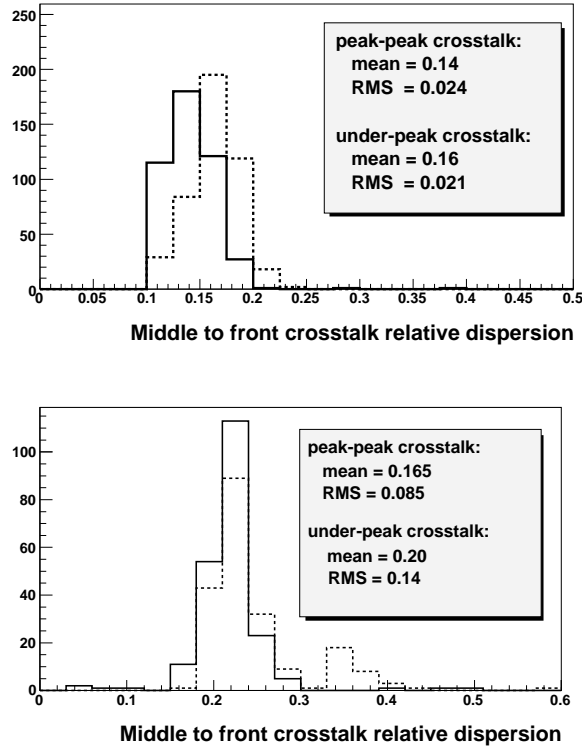 250
200
150
100
50
0
peak-peak crosstalk:
mean = 0.14
RMS = 0.024
under-peak crosstalk:
mean = 0.16
RMS = 0.021
0 0.05 0.1 0.15 0.2 0.25 0.3 0.35 0.4 0.45 0.5
Middle to front crosstalk relative dispersion
100
80
60
40
20
0
peak-peak crosstalk:
mean = 0.165
RMS = 0.085
under-peak crosstalk:
mean = 0.20
RMS = 0.14
0 0.1 0.2 0.3 0.4 0.5 0.6
Middle to front crosstalk relative dispersion